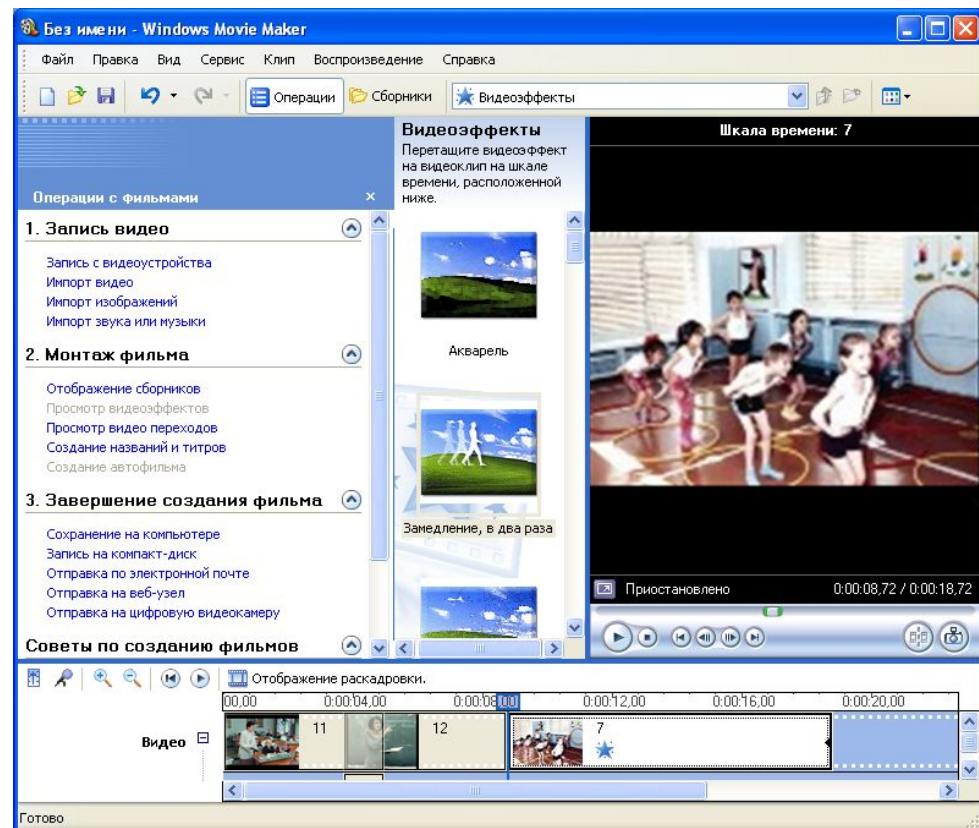 Без имени - Windows Movie Maker
Файл Правка Вид Сервис Клип Воспроизведение Справка
Операции Сборники Видеоэффекты
Операции с фильмами
1. Запись видео
Запись с видеоустройства
Импорт видео
Импорт изображений
Импорт звука или музыки
2. Монтаж фильма
Отображение сборников
Просмотр видеоэффектов
Просмотр видео переходов
Создание названий и титров
Создание автофильма
3. Завершение создания фильма
Сохранение на компьютере
Запись на компакт-диск
Отправка по электронной почте
Отправка на веб-узел
Отправка на цифровую видеокамеру
Советы по созданию фильмов
Видеоэффекты
Перетащите видеоэффект
на видеоклип на шкале
времени, расположенной
ниже.
Акварель
Замедление, в два раза
Шкала времени: 7
Приостановлено 0:00:08,72 / 0:00:18,72
Отображение раскадровки.
00,00 0:00:04,00 0:00:08,00 0:00:12,00 0:00:16,00 0:00:20,00
Видео 11 12 7
Готово